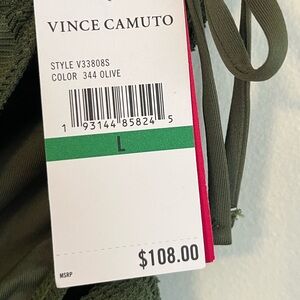 VINCE CAMUTO
STYLE V33808S
COLOR 344 OLIVE
1 93144 85824 5
L
$108.00
MSRP